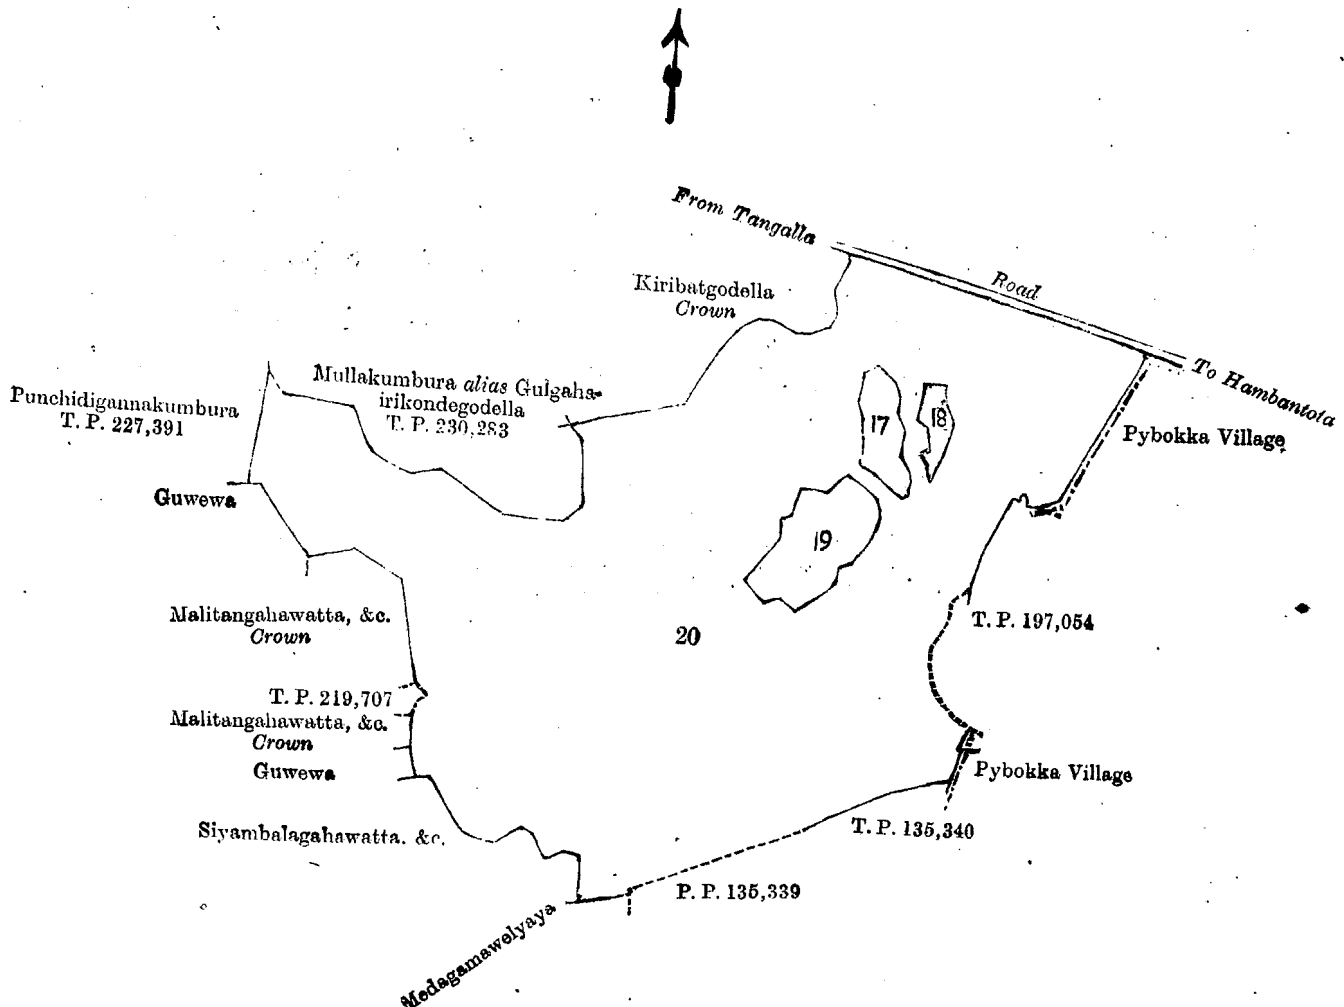 From Tangalla
Road
To Hambantota
Kiribatgodella
Crown
Mullakumbura alias Gulgaha-
irikondegodella
T. P. 230,283
Punchidigannakumbura
T. P. 227,391
Guwewa
17
18
19
20
Pybokka Village
T. P. 197,054
Malitangahawatta, &c.
Crown
T. P. 219,707
Malitangahawatta, &c.
Crown
Guwewa
Siyambalagahawatta. &c.
Pybokka Village
T. P. 135,340
P. P. 135,339
Medagamawelyaya